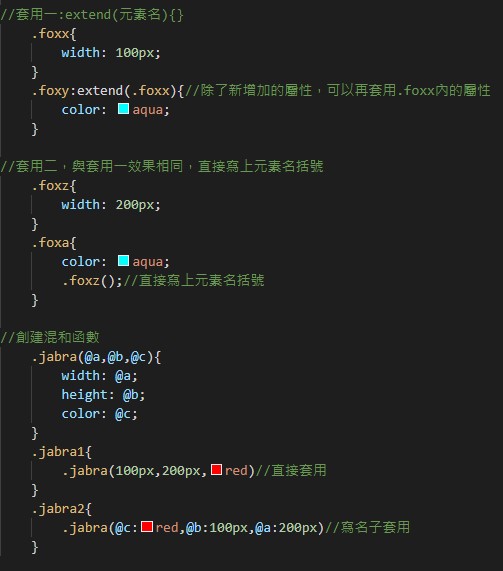 //套用一:extend(元素名){}
.foxx{
width: 100px;
}
.foxy:extend(.foxx){//除了新增加的屬性，可以再套用.foxx內的屬性
color: aqua;
}
//套用二，與套用一效果相同，直接寫上元素名括號
.foxz{
width: 200px;
}
.foxa{
color: aqua;
.foxz();//直接寫上元素名括號
}
//創建混和函數
.jabra(@a,@b,@c){
width: @a;
height: @b;
color: @c;
}
.jabra1{
.jabra(100px,200px,red)//直接套用
}
.jabra2{
.jabra(@c:red,@b:100px,@a:200px)//寫名子套用
}